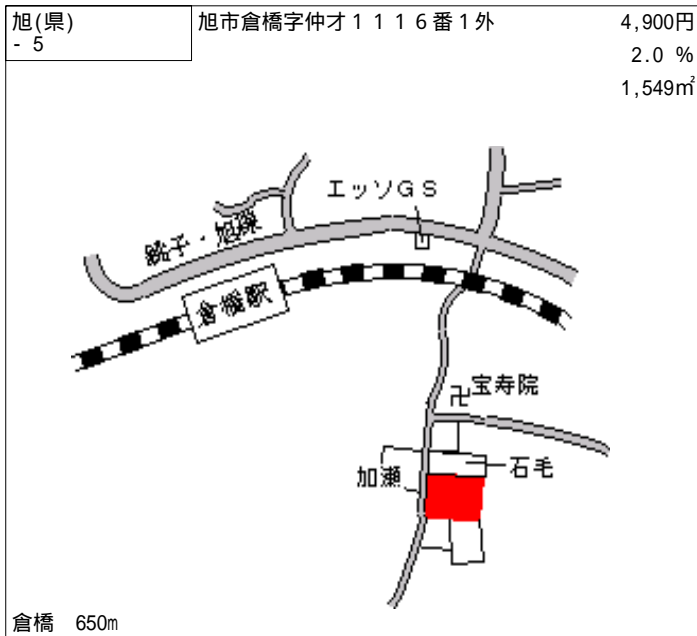 旭(県)
- 5
旭市倉橋字仲才１１１６番１外
4,900円
2.0 %
1,549㎡
エッソＧＳ
銚子・旭線
倉橋駅
卍宝寿院
石毛
加瀬
倉橋 650m